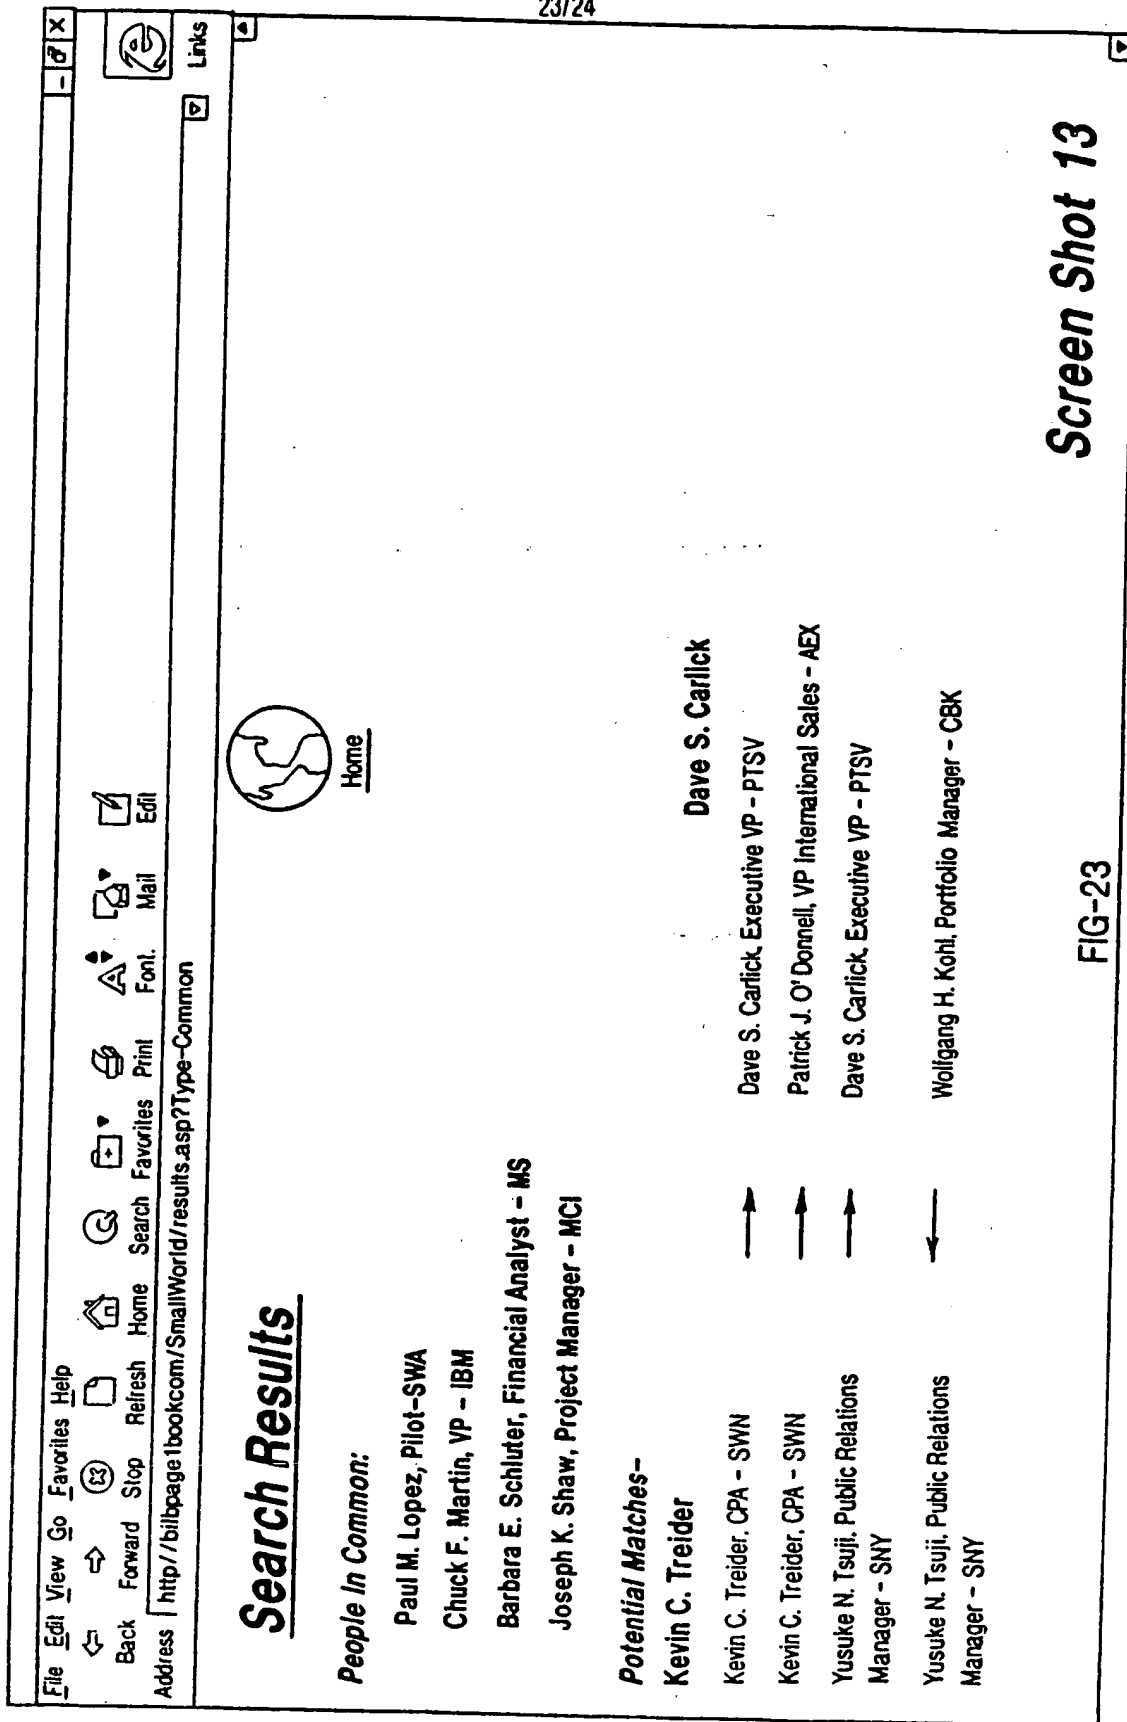 23/24
File Edit View Go Favorites Help
Back Forward Stop Refresh Home Search Favorites Print Font. Mail Edit
Address http//bilbpage1bookcom/SmallWorld/results.asp?Type-Common
Links
Search Results
Home
People In Common:
Paul M. Lopez, Pilot-SWA
Chuck F. Martin, VP - IBM
Barbara E. Schluter, Financial Analyst - MS
Joseph K. Shaw, Project Manager - MCI
Potential Matches-
Kevin C. Treider Dave S. Carlick
Kevin C. Treider, CPA - SWN → Dave S. Carlick, Executive VP - PTSV
Kevin C. Treider, CPA - SWN → Patrick J. O'Donnell, VP International Sales - AEX
Yusuke N. Tsuji, Public Relations → Dave S. Carlick, Executive VP - PTSV
Manager - SNY
Yusuke N. Tsuji, Public Relations ← Wolfgang H. Kohl, Portfolio Manager - CBK
Manager - SNY
Screen Shot 13
FIG-23